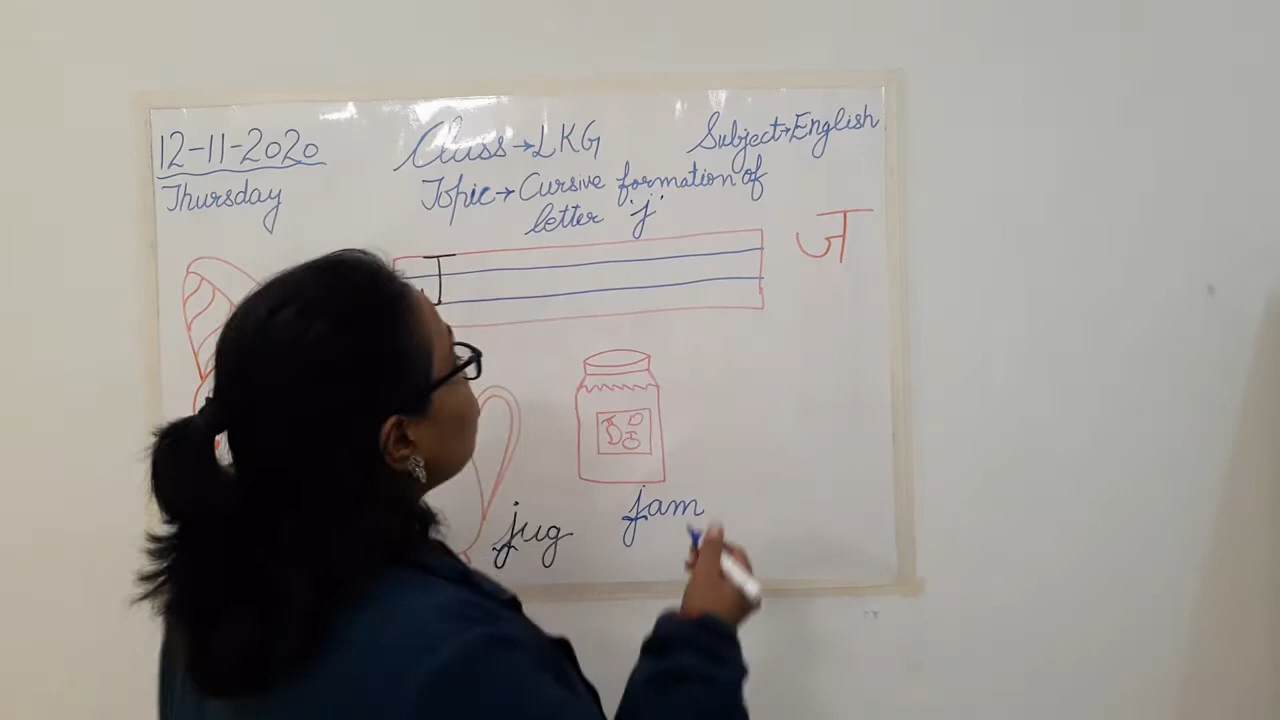 12-11-2020
Thursday
Class→LKG
Subject→English
Topic→Cursive formation of
letter 'j'
ज
jug
jam